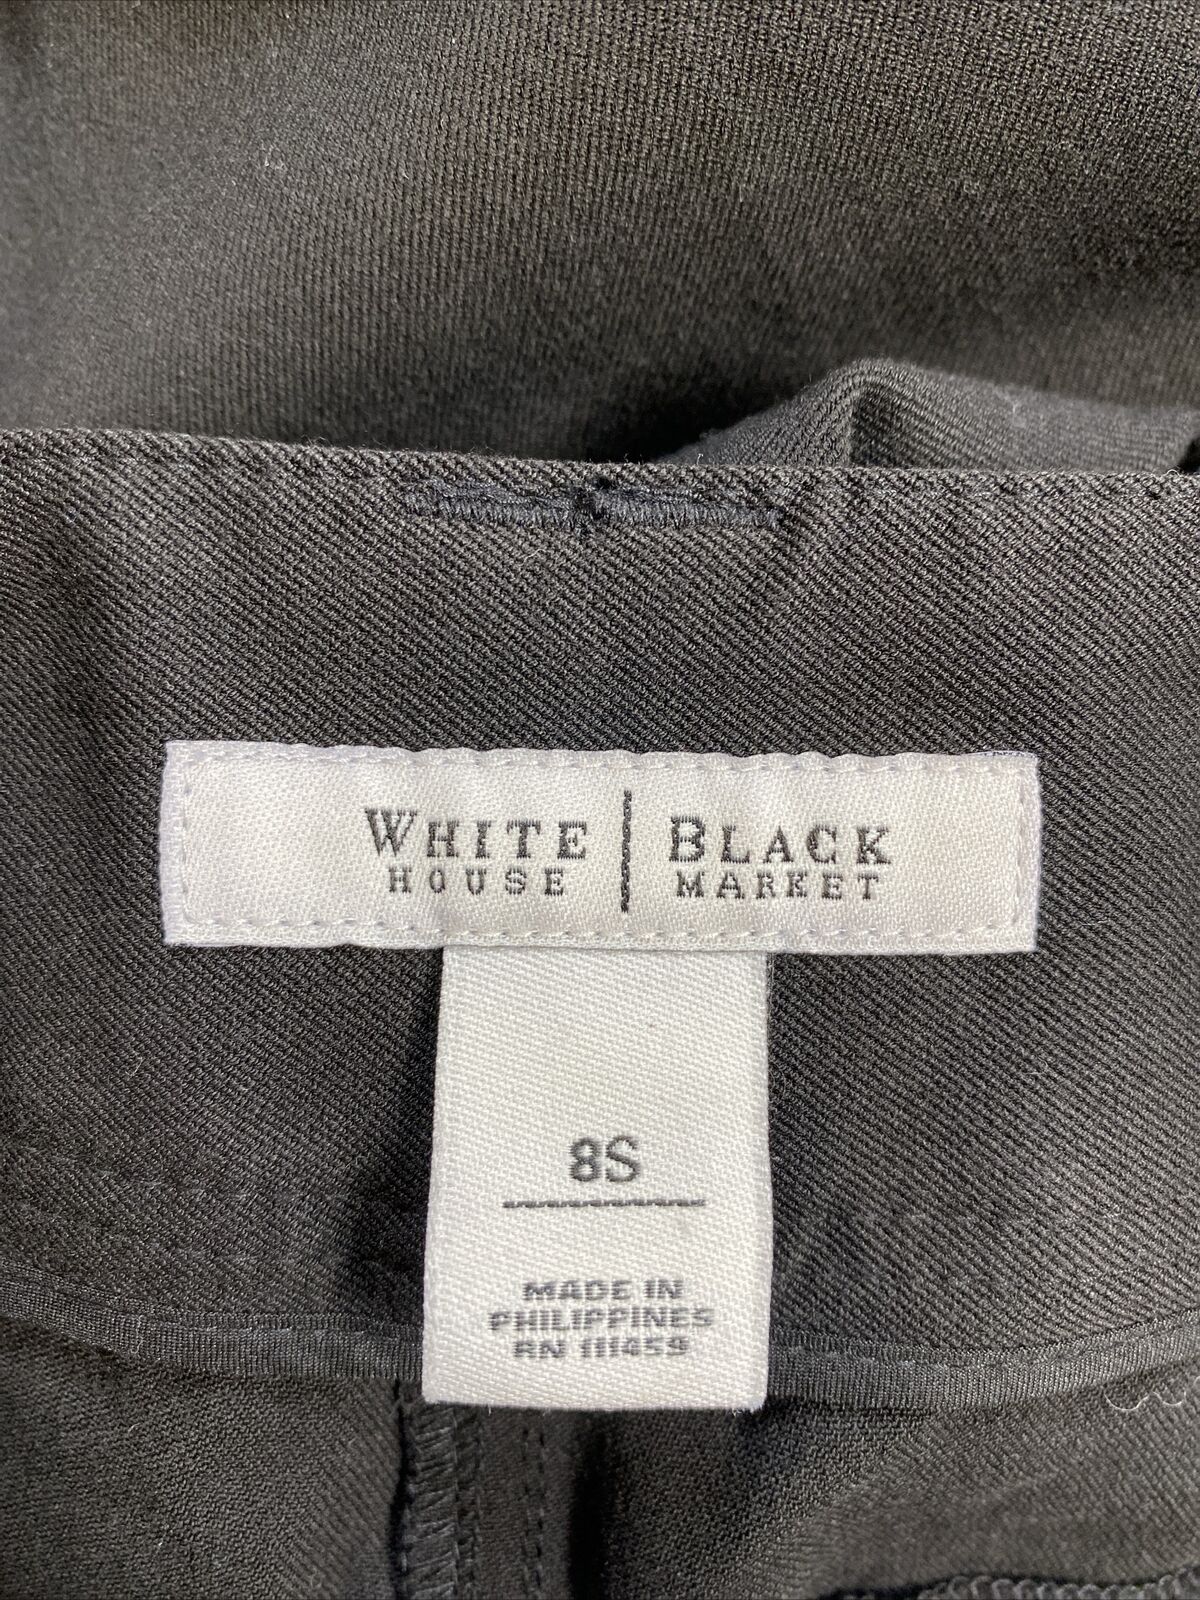 WHITE | BLACK
HOUSE | MARKET
8S
MADE IN
PHILIPPINES
RN 111459